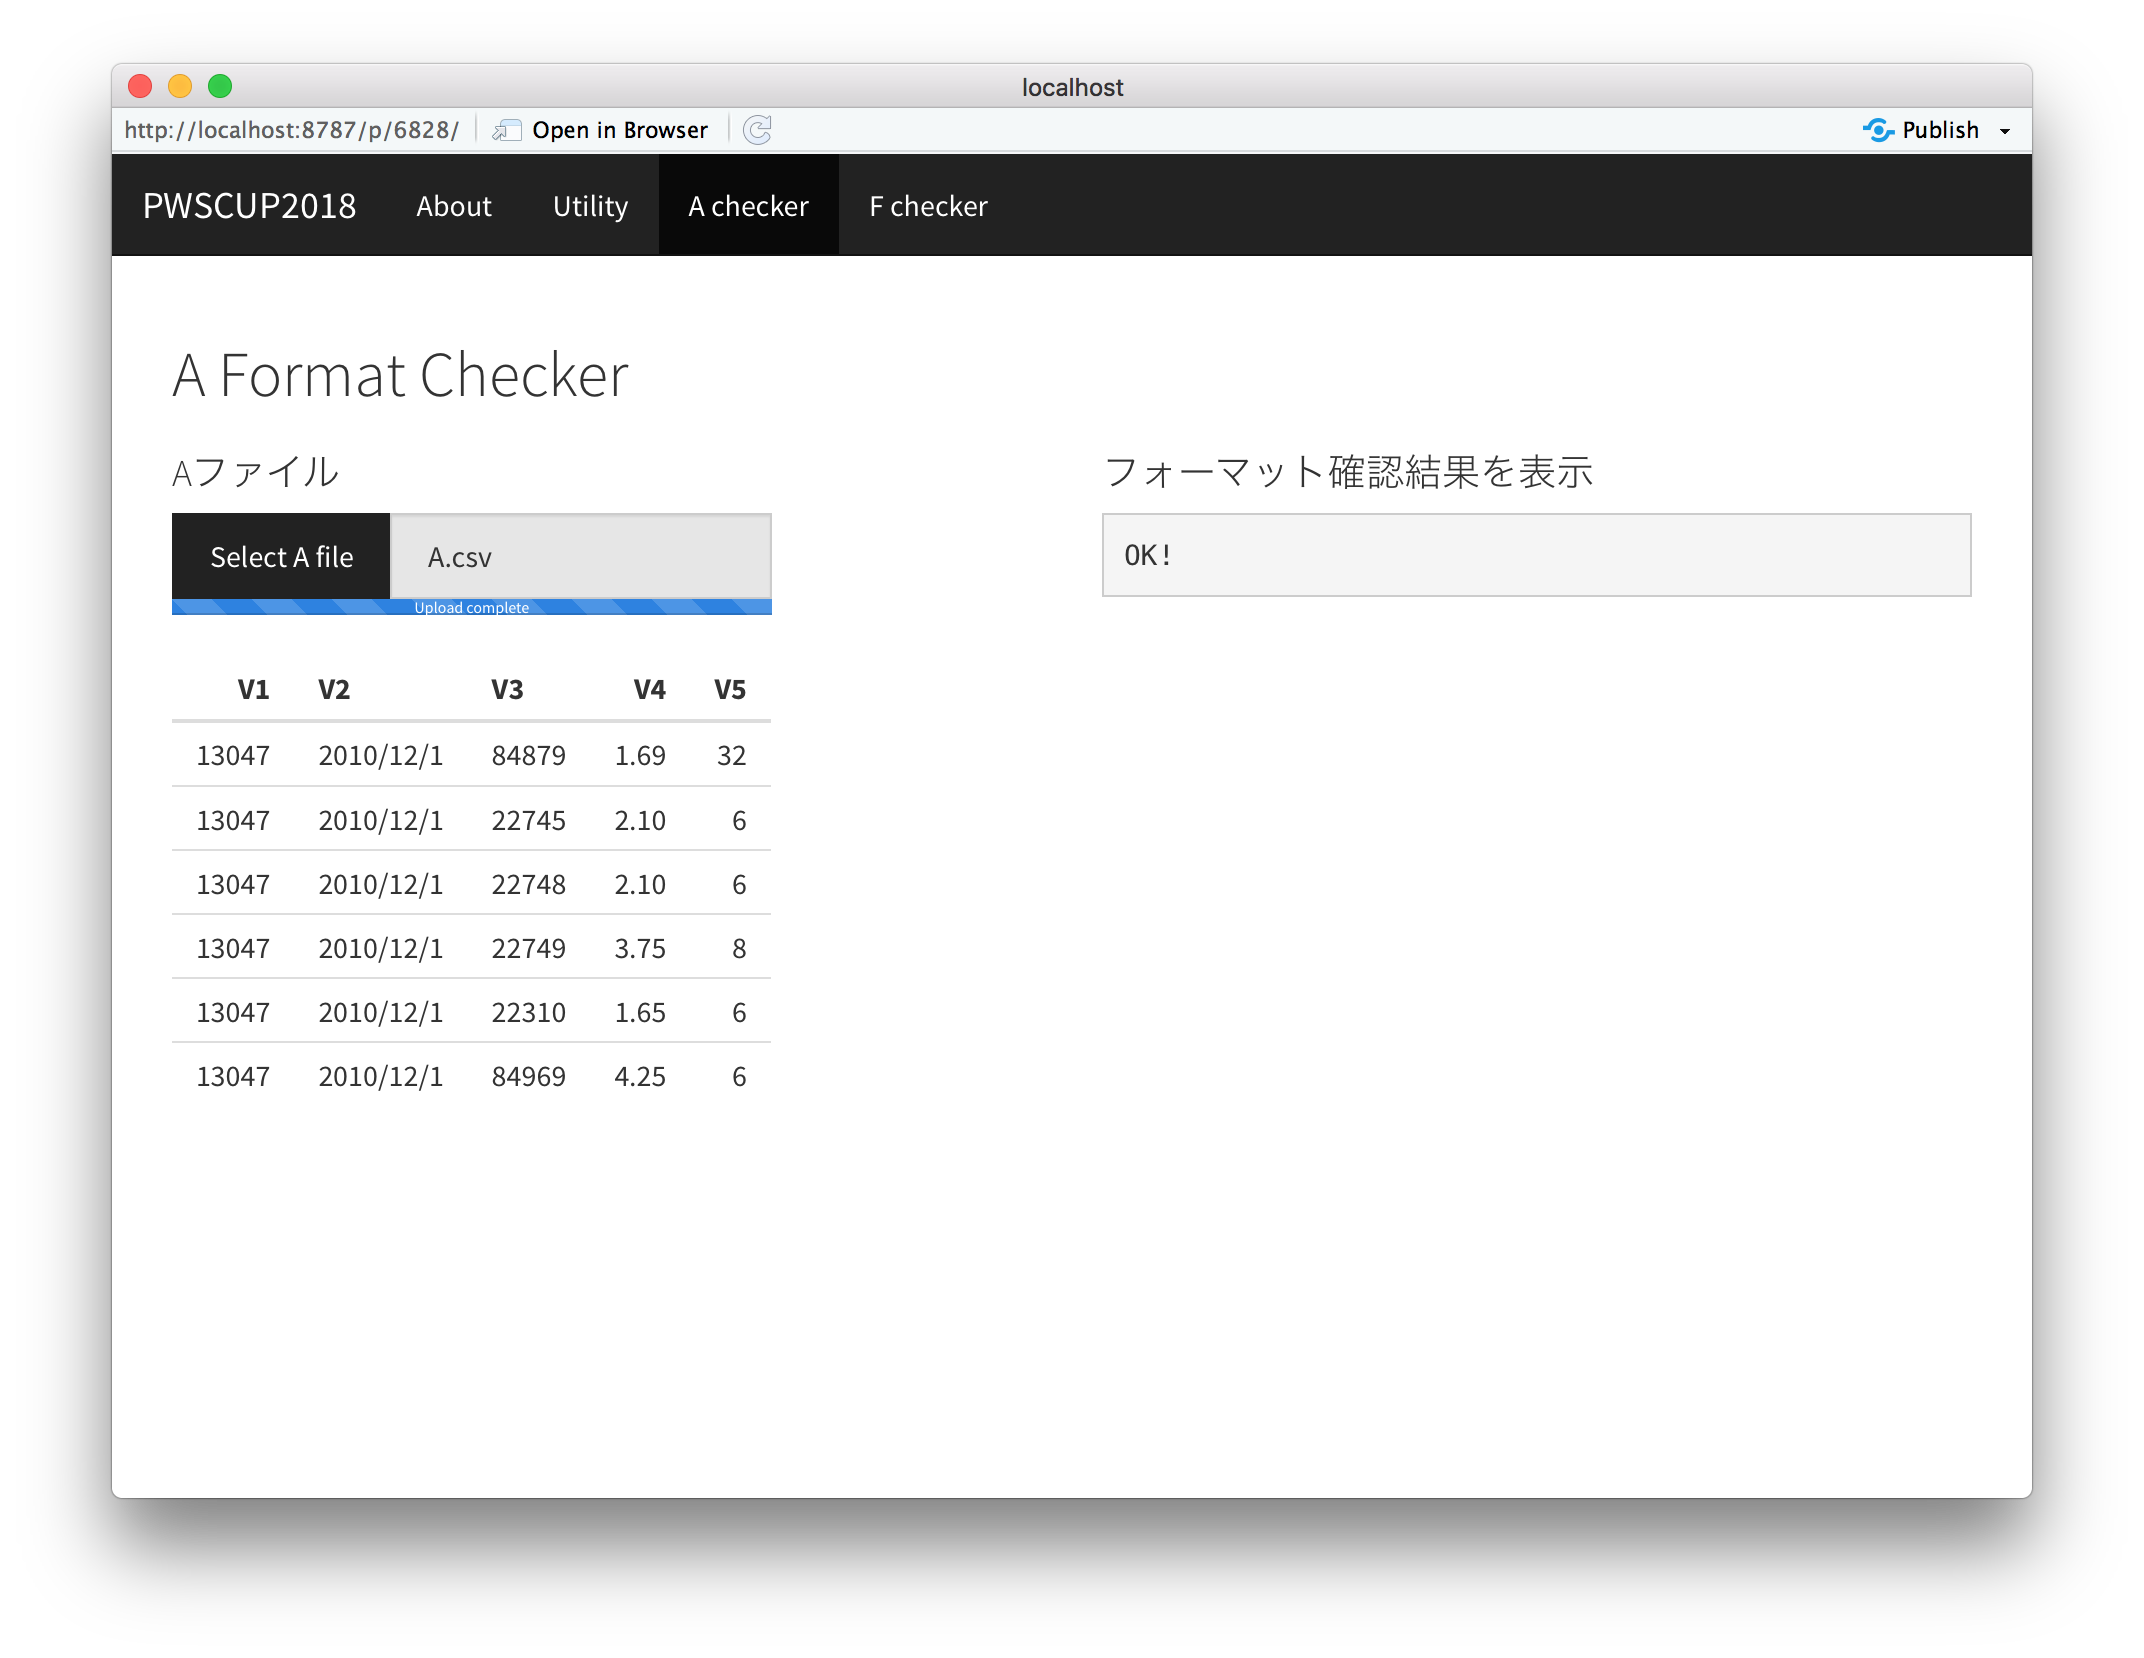 localhost
http://localhost:8787/p/6828/ Open in Browser Publish
PWSCUP2018 About Utility A checker F checker
A Format Checker
Aファイル
Select A file A.csv
Upload complete
V1 V2 V3 V4 V5
13047 2010/12/1 84879 1.69 32
13047 2010/12/1 22745 2.10 6
13047 2010/12/1 22748 2.10 6
13047 2010/12/1 22749 3.75 8
13047 2010/12/1 22310 1.65 6
13047 2010/12/1 84969 4.25 6
フォーマット確認結果を表示
OK!